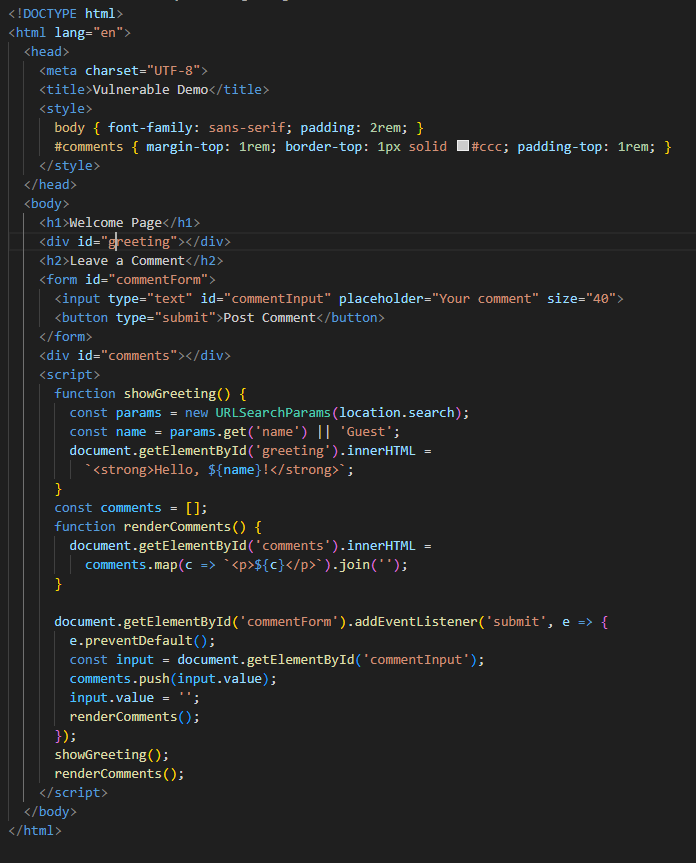 <!DOCTYPE html>
<html lang="en">
<head>
<meta charset="UTF-8">
<title>Vulnerable Demo</title>
<style>
body { font-family: sans-serif; padding: 2rem; }
#comments { margin-top: 1rem; border-top: 1px solid #ccc; padding-top: 1rem; }
</style>
</head>
<body>
<h1>Welcome Page</h1>
<div id="greeting"></div>
<h2>Leave a Comment</h2>
<form id="commentForm">
<input type="text" id="commentInput" placeholder="Your comment" size="40">
<button type="submit">Post Comment</button>
</form>
<div id="comments"></div>
<script>
function showGreeting() {
const params = new URLSearchParams(location.search);
const name = params.get('name') || 'Guest';
document.getElementById('greeting').innerHTML =
`<strong>Hello, ${name}!</strong>`;
}
const comments = [];
function renderComments() {
document.getElementById('comments').innerHTML =
comments.map(c => `<p>${c}</p>`).join('');
}
document.getElementById('commentForm').addEventListener('submit', e => {
e.preventDefault();
const input = document.getElementById('commentInput');
comments.push(input.value);
input.value = '';
renderComments();
});
showGreeting();
renderComments();
</script>
</body>
</html>